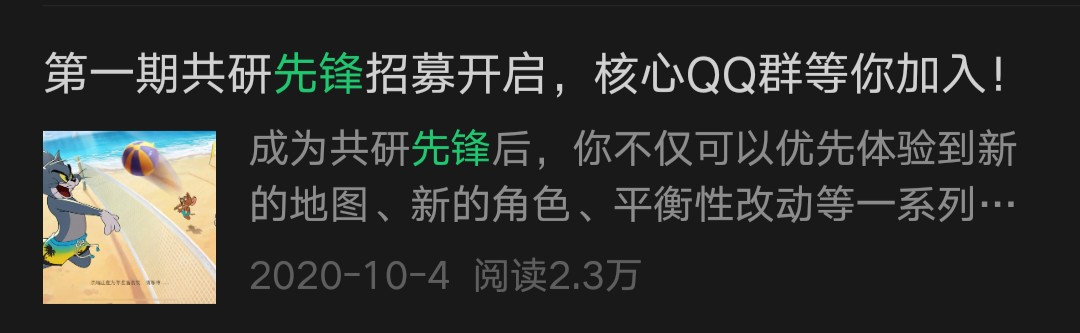 第一期共研先锋招募开启，核心QQ群等你加入！
成为共研先锋后，你不仅可以优先体验到新
的地图、新的角色、平衡性改动等一系列…
2020-10-4 阅读2.3万